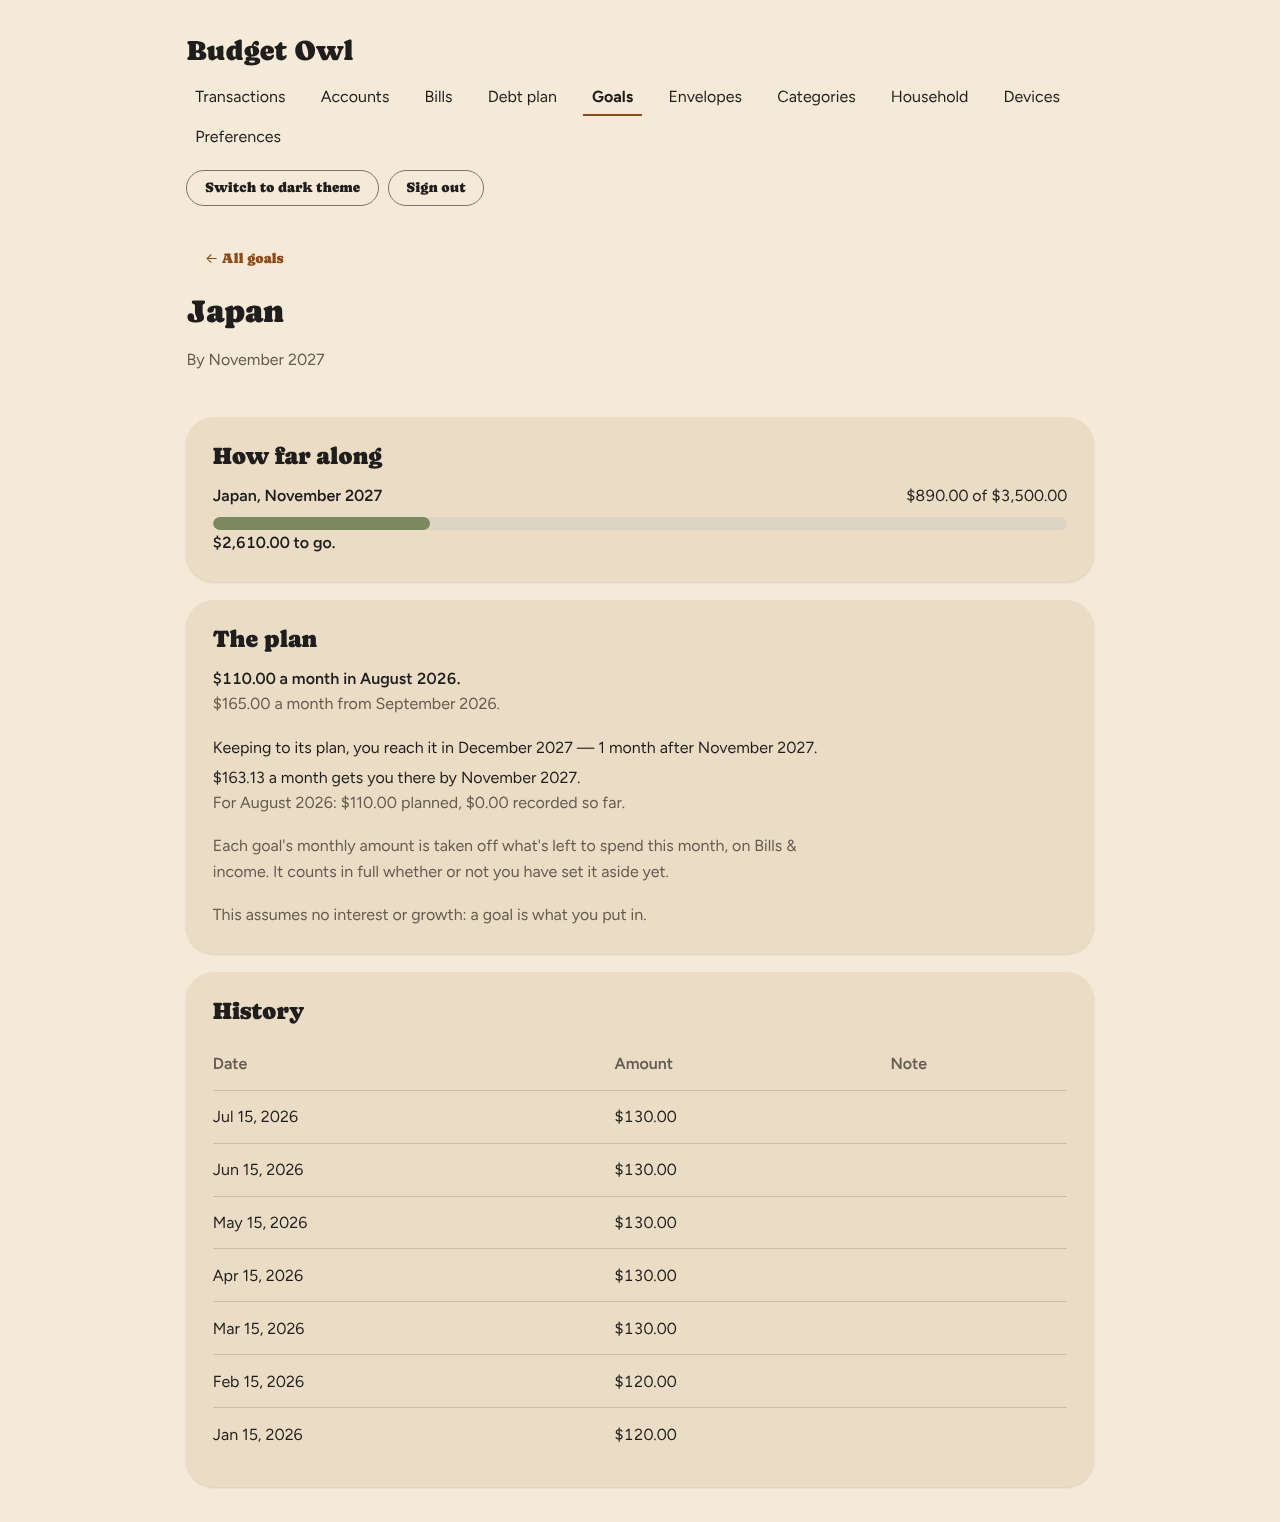 Budget Owl
Transactions Accounts Bills Debt plan Goals Envelopes Categories Household Devices
Preferences
Switch to dark theme Sign out
← All goals
Japan
By November 2027
How far along
Japan, November 2027 $890.00 of $3,500.00
$2,610.00 to go.
The plan
$110.00 a month in August 2026.
$165.00 a month from September 2026.
Keeping to its plan, you reach it in December 2027 — 1 month after November 2027.
$163.13 a month gets you there by November 2027.
For August 2026: $110.00 planned, $0.00 recorded so far.
Each goal's monthly amount is taken off what's left to spend this month, on Bills &
income. It counts in full whether or not you have set it aside yet.
This assumes no interest or growth: a goal is what you put in.
History
Date Amount Note
Jul 15, 2026 $130.00
Jun 15, 2026 $130.00
May 15, 2026 $130.00
Apr 15, 2026 $130.00
Mar 15, 2026 $130.00
Feb 15, 2026 $120.00
Jan 15, 2026 $120.00